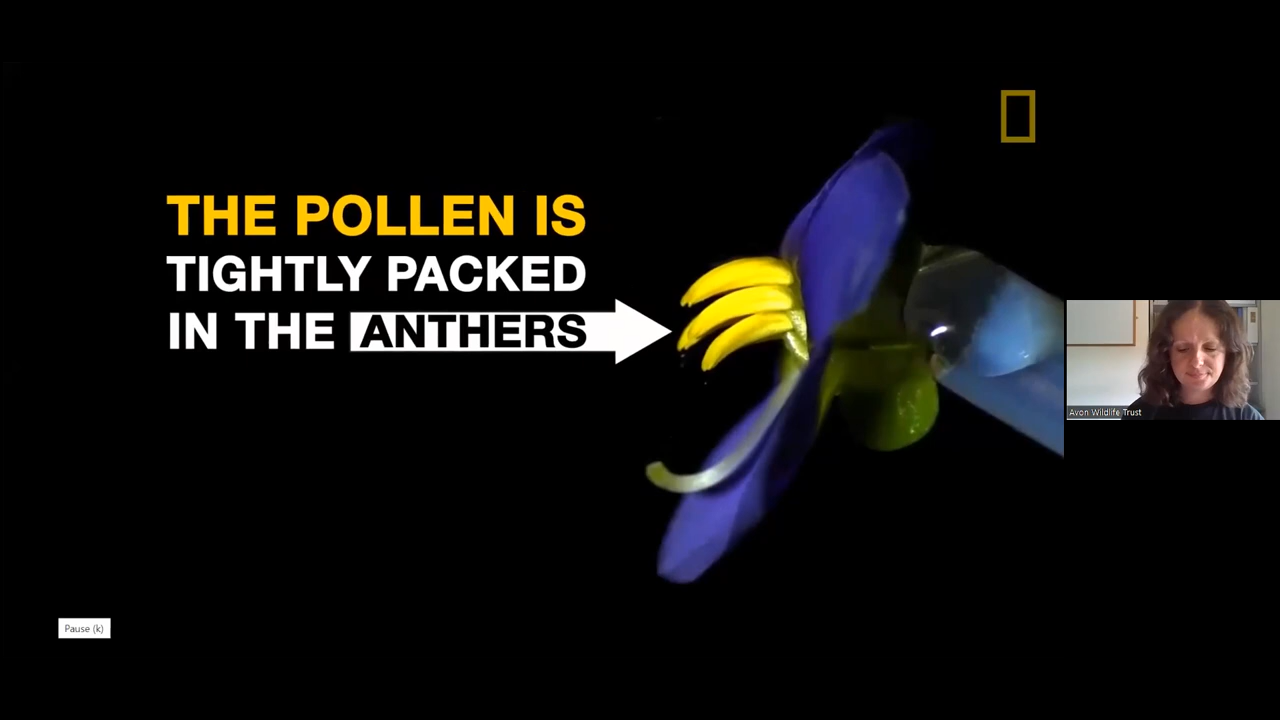 THE POLLEN IS
TIGHTLY PACKED
IN THE ANTHERS
Avon Wildlife Trust
Pause (k)